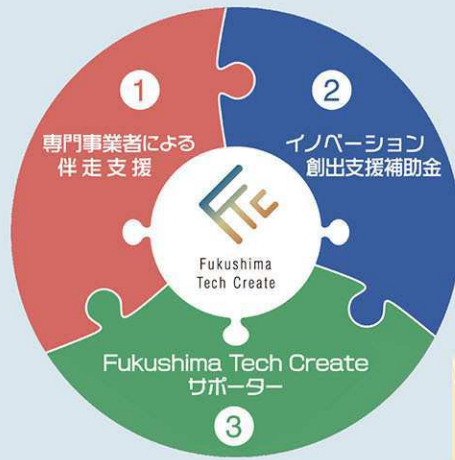 ①
専門事業者による
伴走支援
②
イノベーション
創出支援補助金
FTC
Fukushima
Tech Create
Fukushima Tech Create
サポーター
③